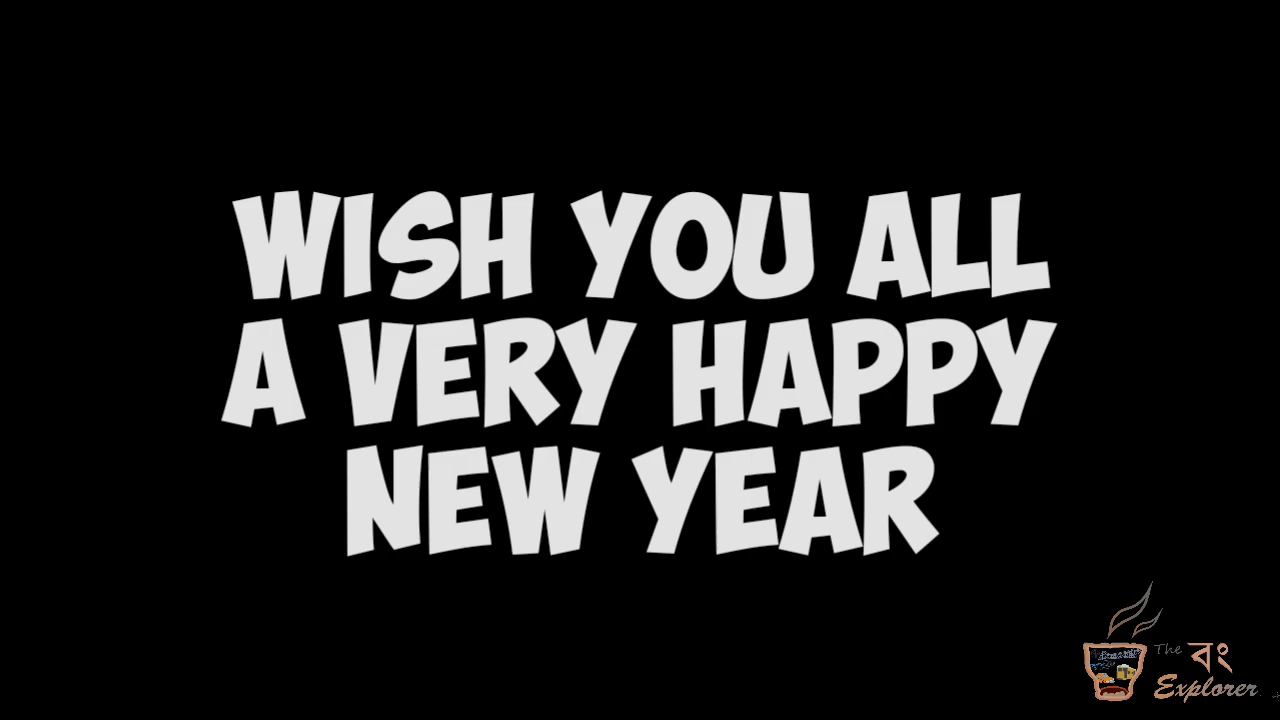 WISH YOU ALL
A VERY HAPPY
NEW YEAR
The বং
Explorer